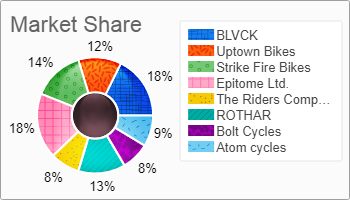 Market Share
12%
18%
9%
8%
13%
8%
18%
14%
BLVCK
Uptown Bikes
Strike Fire Bikes
Epitome Ltd.
The Riders Comp...
ROTHAR
Bolt Cycles
Atom cycles